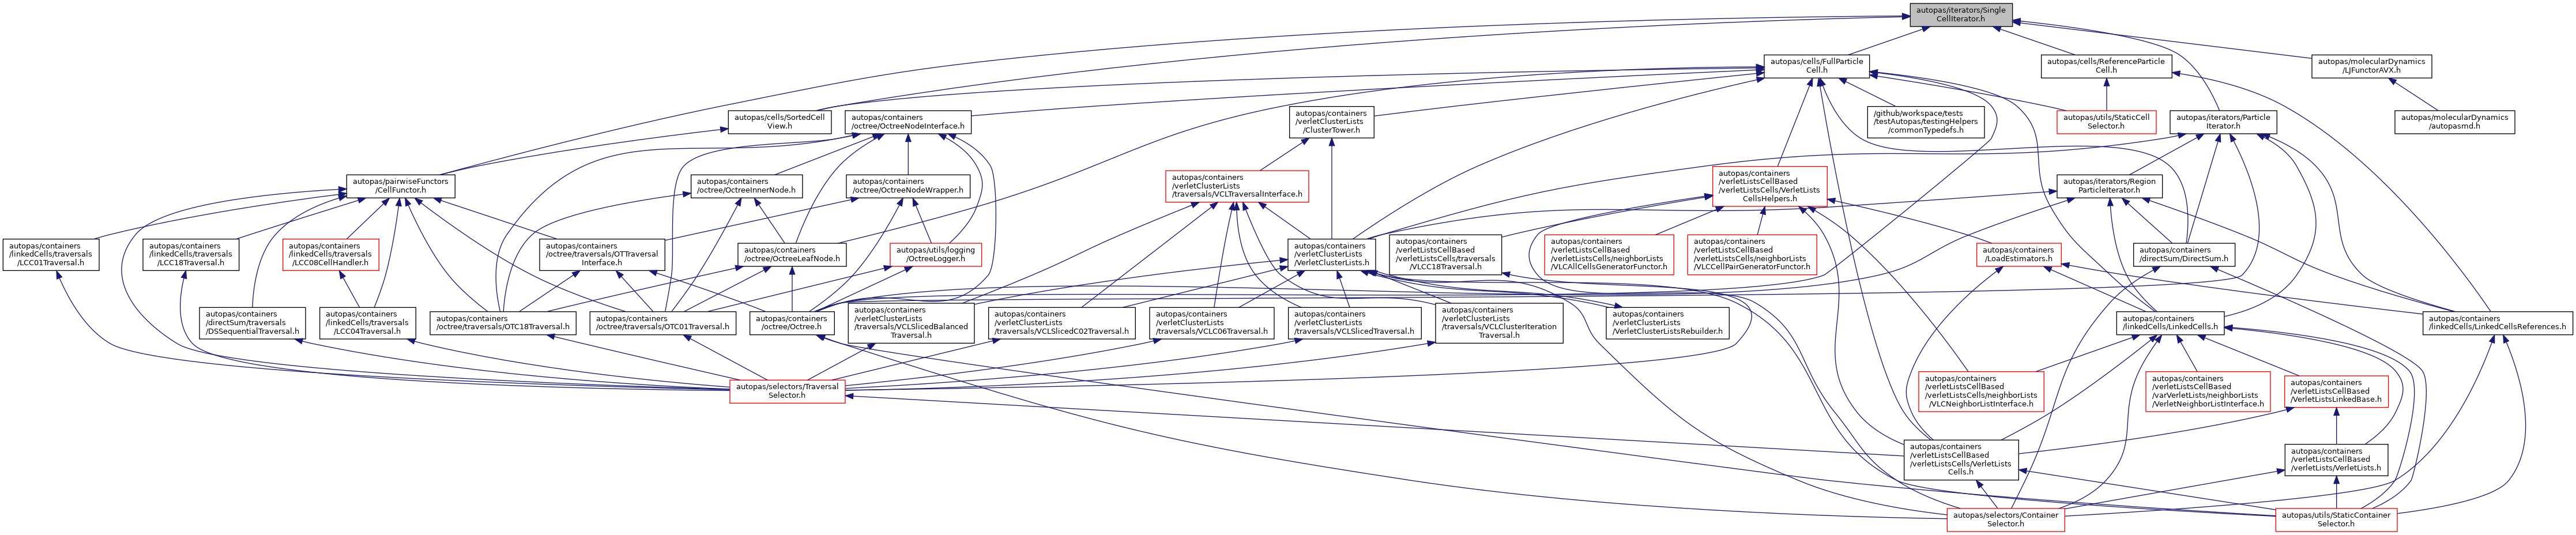 autopas/iterators/Single
CellIterator.h
autopas/cells/FullParticle
Cell.h
autopas/cells/ReferenceParticle
Cell.h
autopas/molecularDynamics
/LJFunctorAVX.h
autopas/cells/SortedCell
View.h
autopas/containers
/octree/OctreeNodeInterface.h
autopas/containers
/verletClusterLists
/ClusterTower.h
/github/workspace/tests
/testAutopas/testingHelpers
/commonTypedefs.h
autopas/utils/StaticCell
Selector.h
autopas/iterators/Particle
Iterator.h
autopas/molecularDynamics
/autopasmd.h
autopas/pairwiseFunctors
/CellFunctor.h
autopas/containers
/octree/OctreeInnerNode.h
autopas/containers
/octree/OctreeNodeWrapper.h
autopas/containers
/verletClusterLists
/traversals/VCLTraversalInterface.h
autopas/containers
/verletListsCellBased
/verletListsCells/VerletLists
CellsHelpers.h
autopas/iterators/Region
ParticleIterator.h
autopas/containers
/linkedCells/traversals
/LCC01Traversal.h
autopas/containers
/linkedCells/traversals
/LCC18Traversal.h
autopas/containers
/linkedCells/traversals
/LCC08CellHandler.h
autopas/containers
/octree/traversals/OTTraversal
Interface.h
autopas/containers
/octree/OctreeLeafNode.h
autopas/utils/logging
/OctreeLogger.h
autopas/containers
/verletClusterLists
/VerletClusterLists.h
autopas/containers
/verletListsCellBased
/verletListsCells/traversals
/VLCC18Traversal.h
autopas/containers
/verletListsCellBased
/verletListsCells/neighborLists
/VLCAllCellsGeneratorFunctor.h
autopas/containers
/verletListsCellBased
/verletListsCells/neighborLists
/VLCCellPairGeneratorFunctor.h
autopas/containers
/LoadEstimators.h
autopas/containers
/directSum/DirectSum.h
autopas/containers
/directSum/traversals
/DSSequentialTraversal.h
autopas/containers
/linkedCells/traversals
/LCC04Traversal.h
autopas/containers
/octree/traversals/OTC18Traversal.h
autopas/containers
/octree/traversals/OTC01Traversal.h
autopas/containers
/octree/Octree.h
autopas/containers
/verletClusterLists
/traversals/VCLSlicedBalanced
Traversal.h
autopas/containers
/verletClusterLists
/traversals/VCLSlicedC02Traversal.h
autopas/containers
/verletClusterLists
/traversals/VCLC06Traversal.h
autopas/containers
/verletClusterLists
/traversals/VCLSlicedTraversal.h
autopas/containers
/verletClusterLists
/traversals/VCLClusterIteration
Traversal.h
autopas/containers
/verletClusterLists
/VerletClusterListsRebuilder.h
autopas/containers
/linkedCells/LinkedCells.h
autopas/containers
/linkedCells/LinkedCellsReferences.h
autopas/selectors/Traversal
Selector.h
autopas/containers
/verletListsCellBased
/verletListsCells/neighborLists
/VLCNeighborListInterface.h
autopas/containers
/verletListsCellBased
/varVerletLists/neighborLists
/VerletNeighborListInterface.h
autopas/containers
/verletListsCellBased
/VerletListsLinkedBase.h
autopas/containers
/verletListsCellBased
/verletListsCells/VerletLists
Cells.h
autopas/containers
/verletListsCellBased
/verletLists/VerletLists.h
autopas/selectors/Container
Selector.h
autopas/utils/StaticContainer
Selector.h